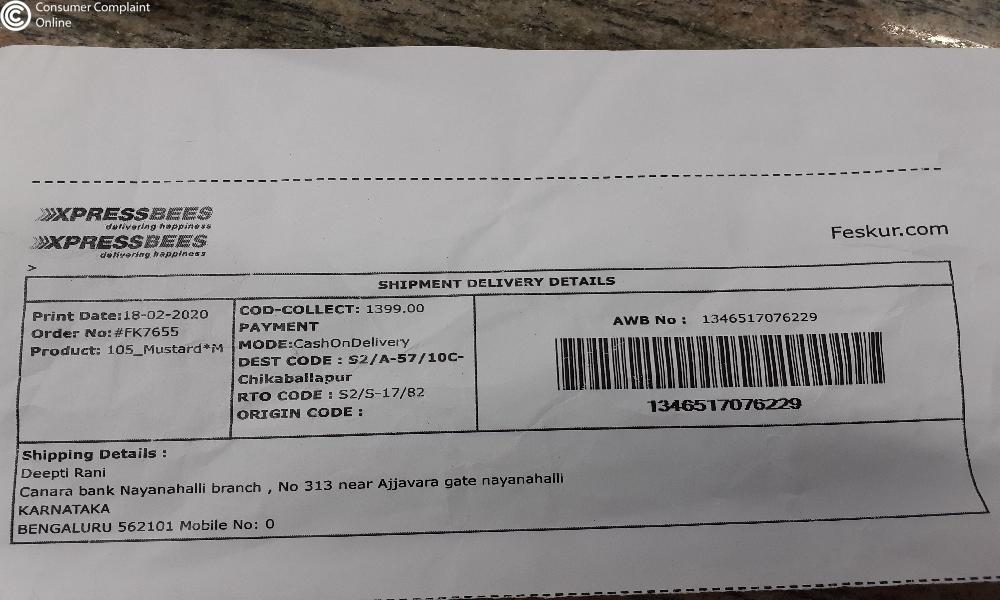 Consumer Complaint
Online
XPRESSBEES
delivering happiness
XPRESSBEES
delivering happiness
Feskur.com
>
SHIPMENT DELIVERY DETAILS
Print Date:18-02-2020
Order No:#FK7655
Product: 105_Mustard*M
COD-COLLECT: 1399.00
PAYMENT
MODE:CashOnDelivery
DEST CODE : S2/A-57/10C-
Chikaballapur
RTO CODE : S2/S-17/82
ORIGIN CODE :
AWB No : 1346517076229
1346517076229
Shipping Details :
Deepti Rani
Canara bank Nayanahalli branch , No 313 near Ajjavara gate nayanahalli
KARNATAKA
BENGALURU 562101 Mobile No: 0